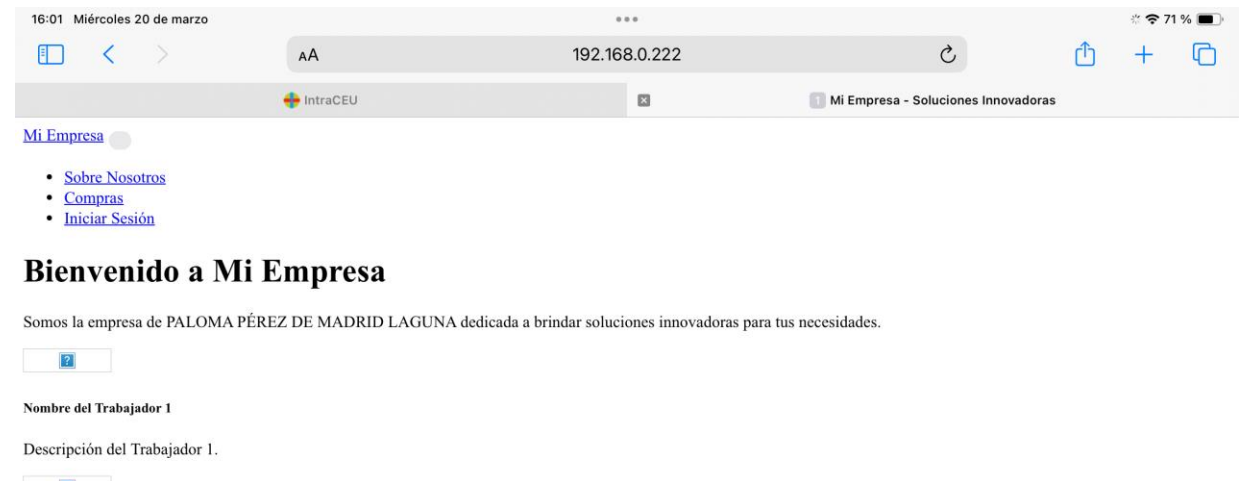 16:01 Miércoles 20 de marzo
71 %
AA 192.168.0.222
IntraCEU
1 Mi Empresa - Soluciones Innovadoras
Mi Empresa
• Sobre Nosotros
• Compras
• Iniciar Sesión
Bienvenido a Mi Empresa
Somos la empresa de PALOMA PÉREZ DE MADRID LAGUNA dedicada a brindar soluciones innovadoras para tus necesidades.
?
Nombre del Trabajador 1
Descripción del Trabajador 1.